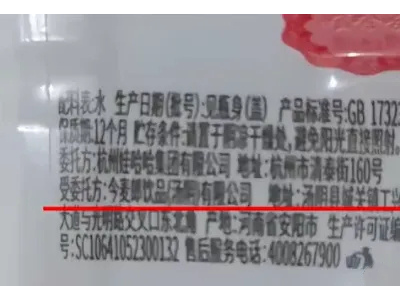 配料表:水 生产日期(批号):见瓶身(盖) 产品标准号:GB 17323
保质期:12个月 贮存条件:请置于阴凉干燥处,避免阳光直接照射。
委托方:杭州娃哈哈集团有限公司 地址:杭州市清泰街160号
受委托方:今麦郎饮品(汤阴)有限公司 地址:汤阴县城关镇工兴
大道与光明路交叉口东北角 产地:河南省安阳市 生产许可证编
号:SC10641052300132 售后服务电话:4008267900